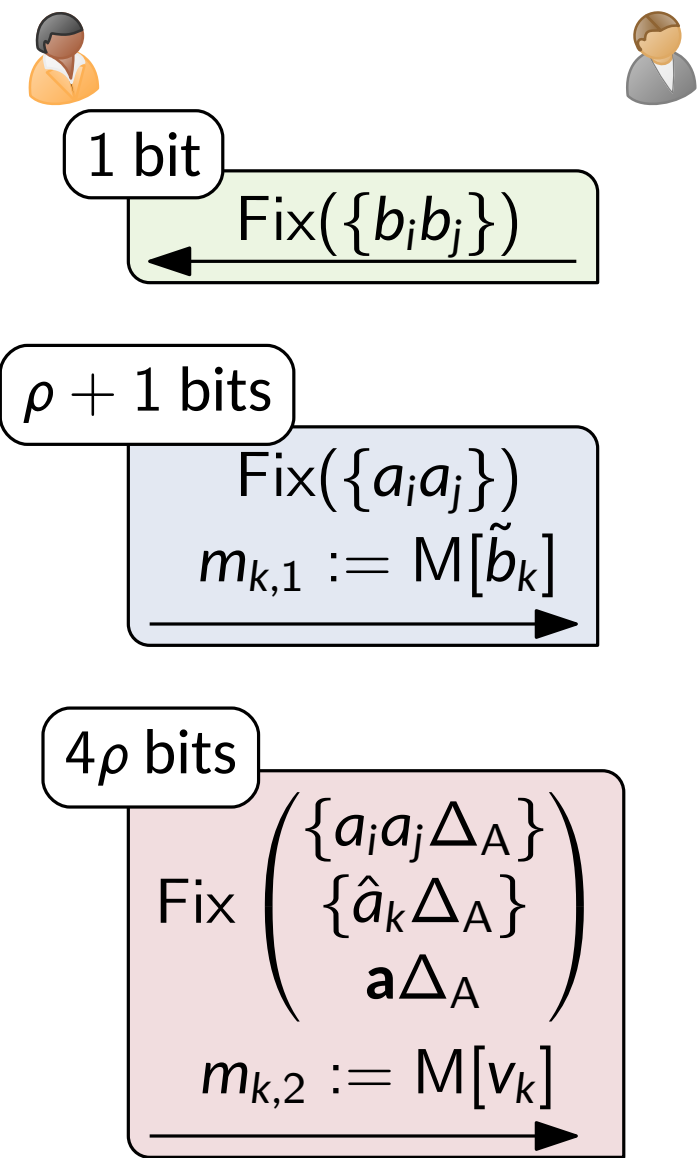 1 bit
Fix({b_i b_j})
ρ + 1 bits
Fix({a_i a_j})
m_{k,1} := M[b̃_k]
4ρ bits
{a_i a_j Δ_A}
Fix ( {â_k Δ_A} )
𝐚Δ_A
m_{k,2} := M[v_k]